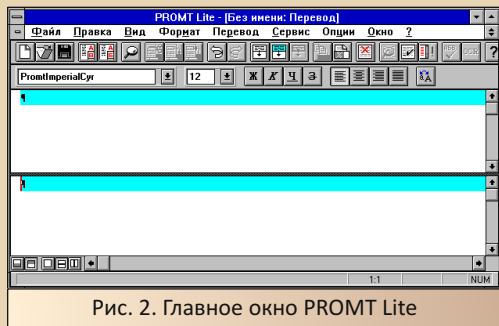 PROMT Lite - [Без имени: Перевод]
Файл Правка Вид Формат Перевод Сервис Опции Окно ?
PromtImperialCyr 12 Ж К Ч З
¶
¶
1:1 NUM
Рис. 2. Главное окно PROMT Lite